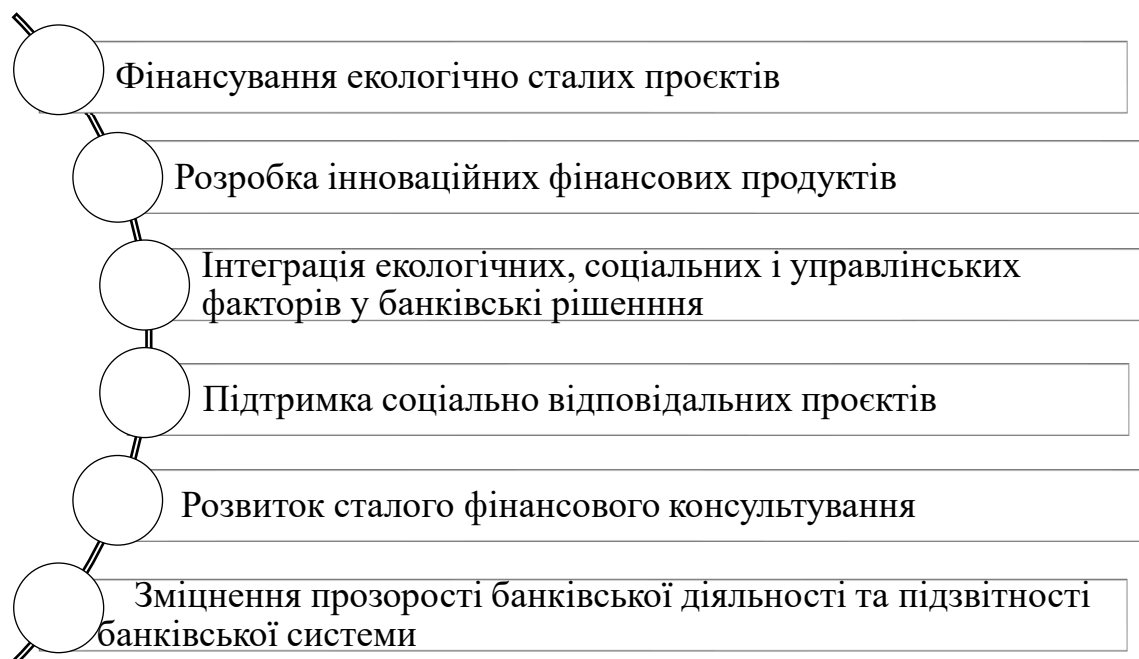 Фінансування екологічно сталих проєктів
Розробка інноваційних фінансових продуктів
Інтеграція екологічних, соціальних і управлінських
факторів у банківські рішенння
Підтримка соціально відповідальних проєктів
Розвиток сталого фінансового консультування
Зміцнення прозорості банківської діяльності та підзвітності
банківської системи